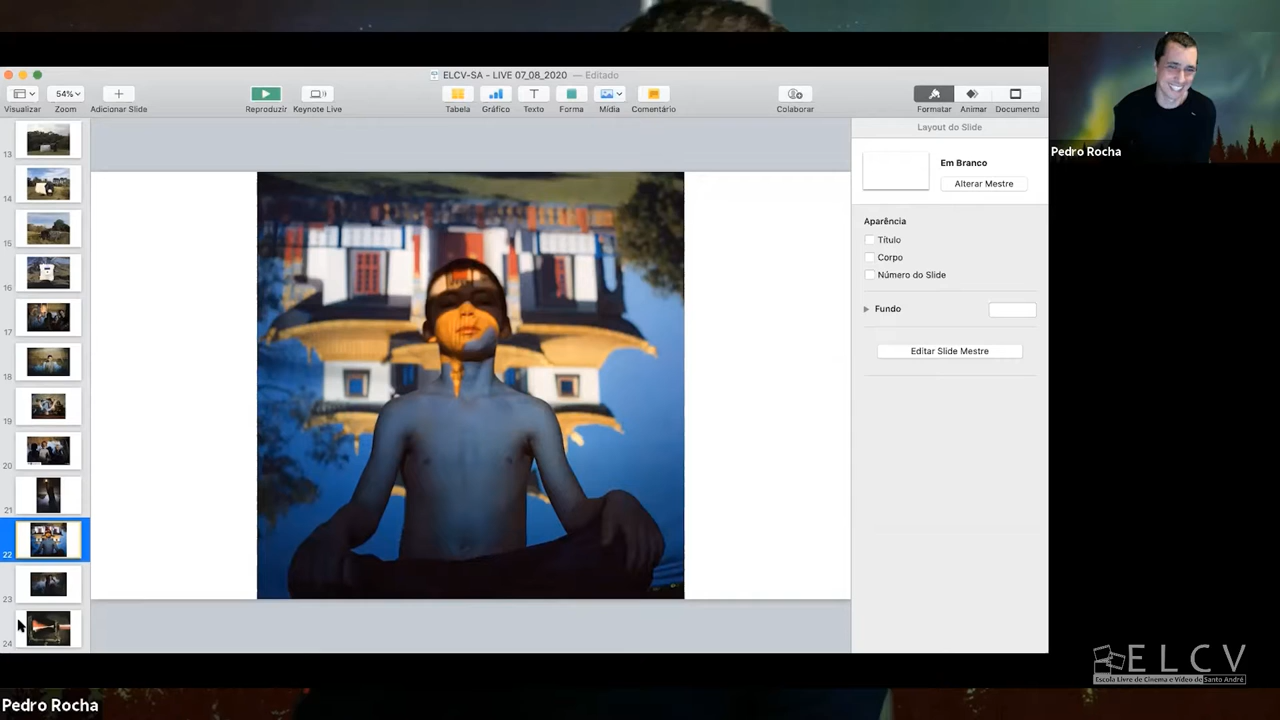 ELCV-SA - LIVE 07_08_2020 — Editado
54%
Visualizar Zoom Adicionar Slide
Reproduzir Keynote Live
Tabela Gráfico Texto Forma Mídia Comentário
Colaborar
Formatar Animar Documento
13
14
15
16
17
18
19
20
21
22
23
24
Layout do Slide
Em Branco
Alterar Mestre
Aparência
Título
Corpo
Número do Slide
Fundo
Editar Slide Mestre
Pedro Rocha
ELCV
Escola Livre de Cinema e Vídeo de Santo André
Pedro Rocha